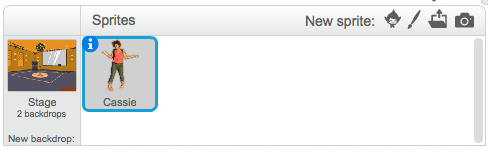 Sprites
New sprite:
Cassie
Stage
2 backdrops
New backdrop: